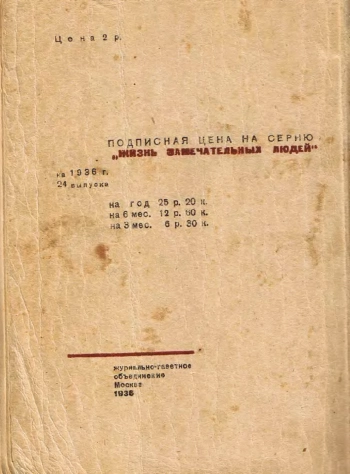 Цена 2 р.
ПОДПИСНАЯ ЦЕНА НА СЕРИЮ
„ЖИЗНЬ ЗАМЕЧАТЕЛЬНЫХ ЛЮДЕЙ“
на 1936 г.
24 выпуска
на год 25 р. 20 к.
на 6 мес. 12 р. 60 к.
на 3 мес. 6 р. 30 к.
журнально-газетное
объединение
Москва
1936